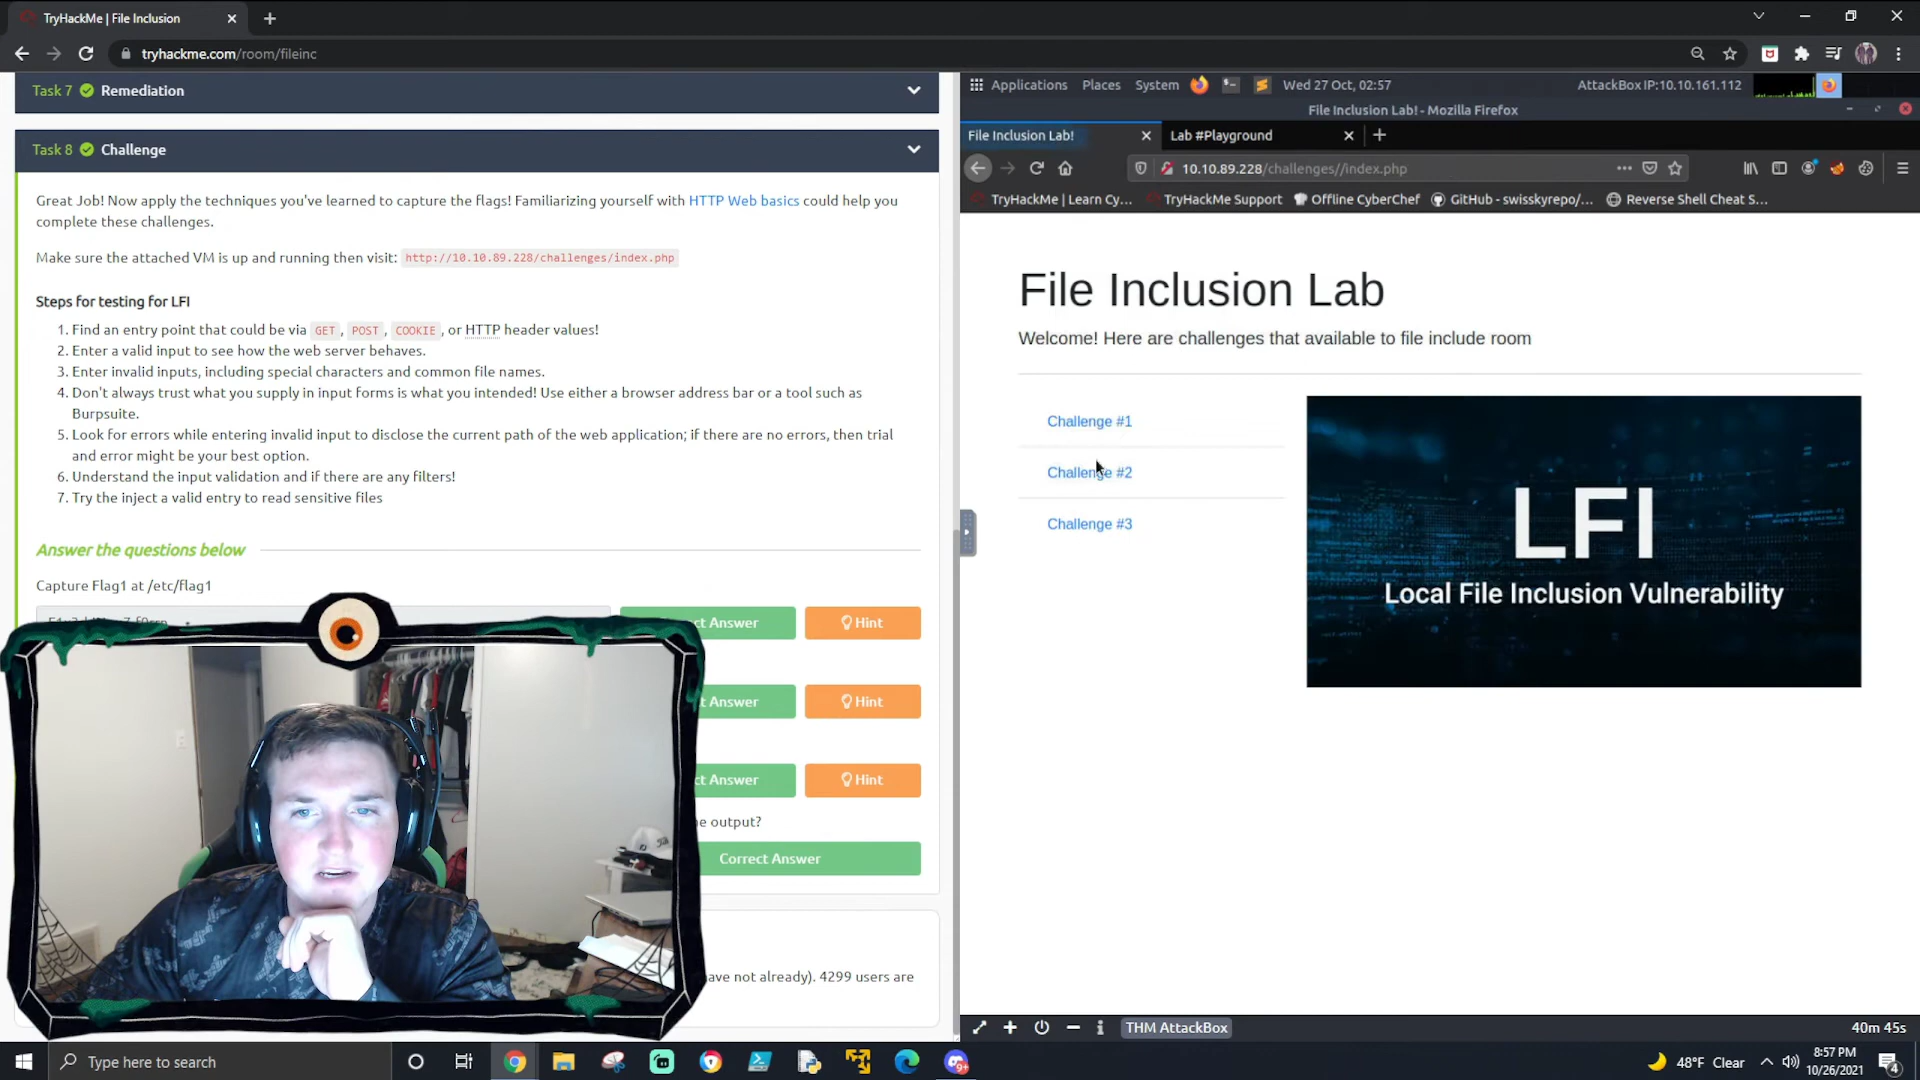 TryHackMe | File Inclusion
tryhackme.com/room/fileinc
Task 7 Remediation
Task 8 Challenge
Great Job! Now apply the techniques you've learned to capture the flags! Familiarizing yourself with HTTP Web basics could help you
complete these challenges.
Make sure the attached VM is up and running then visit: http://10.10.89.228/challenges/index.php
Steps for testing for LFI
1. Find an entry point that could be via GET, POST, COOKIE, or HTTP header values!
2. Enter a valid input to see how the web server behaves.
3. Enter invalid inputs, including special characters and common file names.
4. Don't always trust what you supply in input forms is what you intended! Use either a browser address bar or a tool such as
Burpsuite.
5. Look for errors while entering invalid input to disclose the current path of the web application; if there are no errors, then trial
and error might be your best option.
6. Understand the input validation and if there are any filters!
7. Try the inject a valid entry to read sensitive files
Answer the questions below
Capture Flag1 at /etc/flag1
ct Answer Hint
ct Answer Hint
ct Answer Hint
e output?
Correct Answer
ave not already). 4299 users are
Applications Places System Wed 27 Oct, 02:57 AttackBox IP:10.10.161.112
File Inclusion Lab! - Mozilla Firefox
File Inclusion Lab! Lab #Playground
10.10.89.228/challenges//index.php
TryHackMe | Learn Cy... TryHackMe Support Offline CyberChef GitHub - swisskyrepo/... Reverse Shell Cheat S...
File Inclusion Lab
Welcome! Here are challenges that available to file include room
Challenge #1
Challenge #2
Challenge #3
LFI
Local File Inclusion Vulnerability
THM AttackBox 40m 45s
Type here to search
9+
48°F Clear
8:57 PM
10/26/2021
4